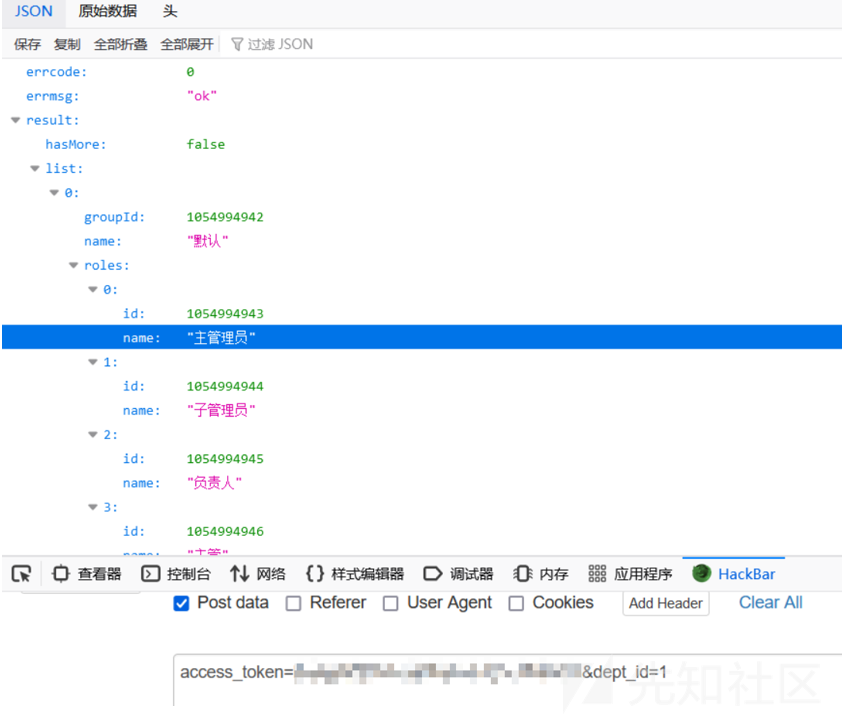 JSON 原始数据 头
保存 复制 全部折叠 全部展开 过滤 JSON
errcode: 0
errmsg: "ok"
result:
hasMore: false
list:
0:
groupId: 1054994942
name: "默认"
roles:
0:
id: 1054994943
name: "主管理员"
1:
id: 1054994944
name: "子管理员"
2:
id: 1054994945
name: "负责人"
3:
id: 1054994946
name: "主管"
查看器 控制台 网络 {} 样式编辑器 调试器 内存 应用程序 HackBar
Post data Referer User Agent Cookies Add Header Clear All
access_token= &dept_id=1
先知社区